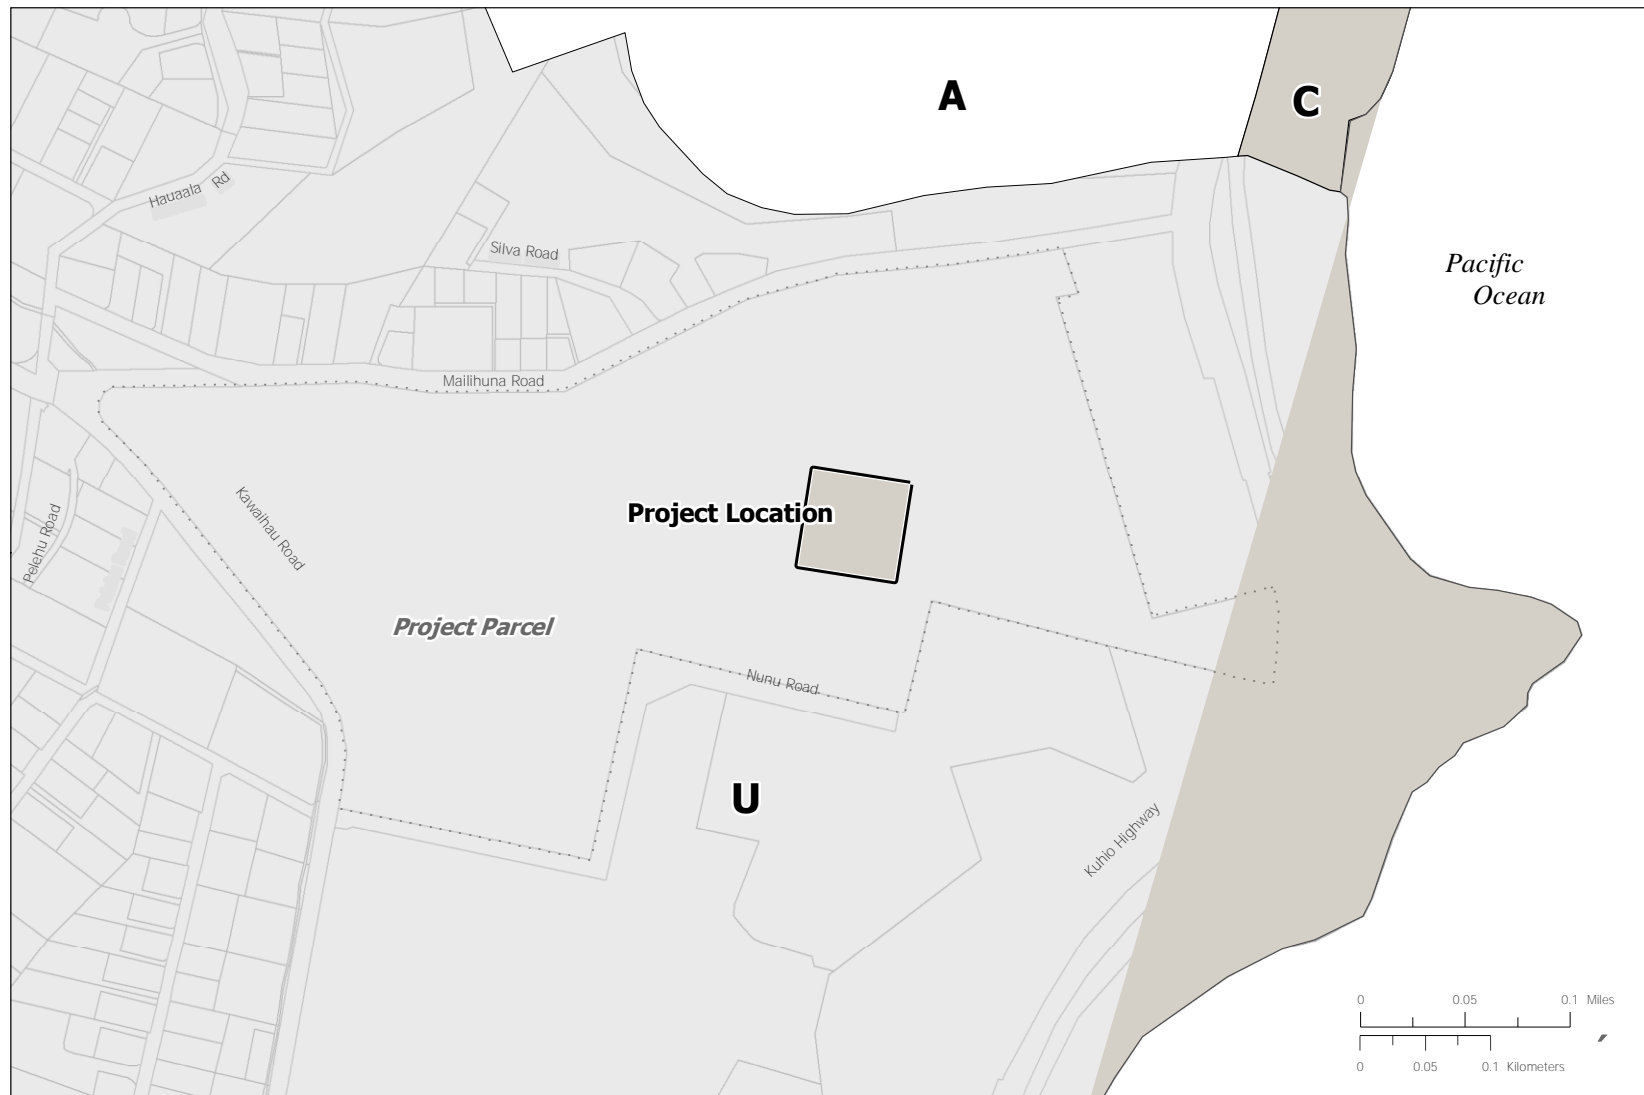 A
C
Hauaala Rd
Silva Road
Pacific
Ocean
Mailihuna Road
Kawaihau Road
Pelehu Road
Project Location
Project Parcel
Nunu Road
U
Kuhio Highway
0 0.05 0.1 Miles
0 0.05 0.1 Kilometers